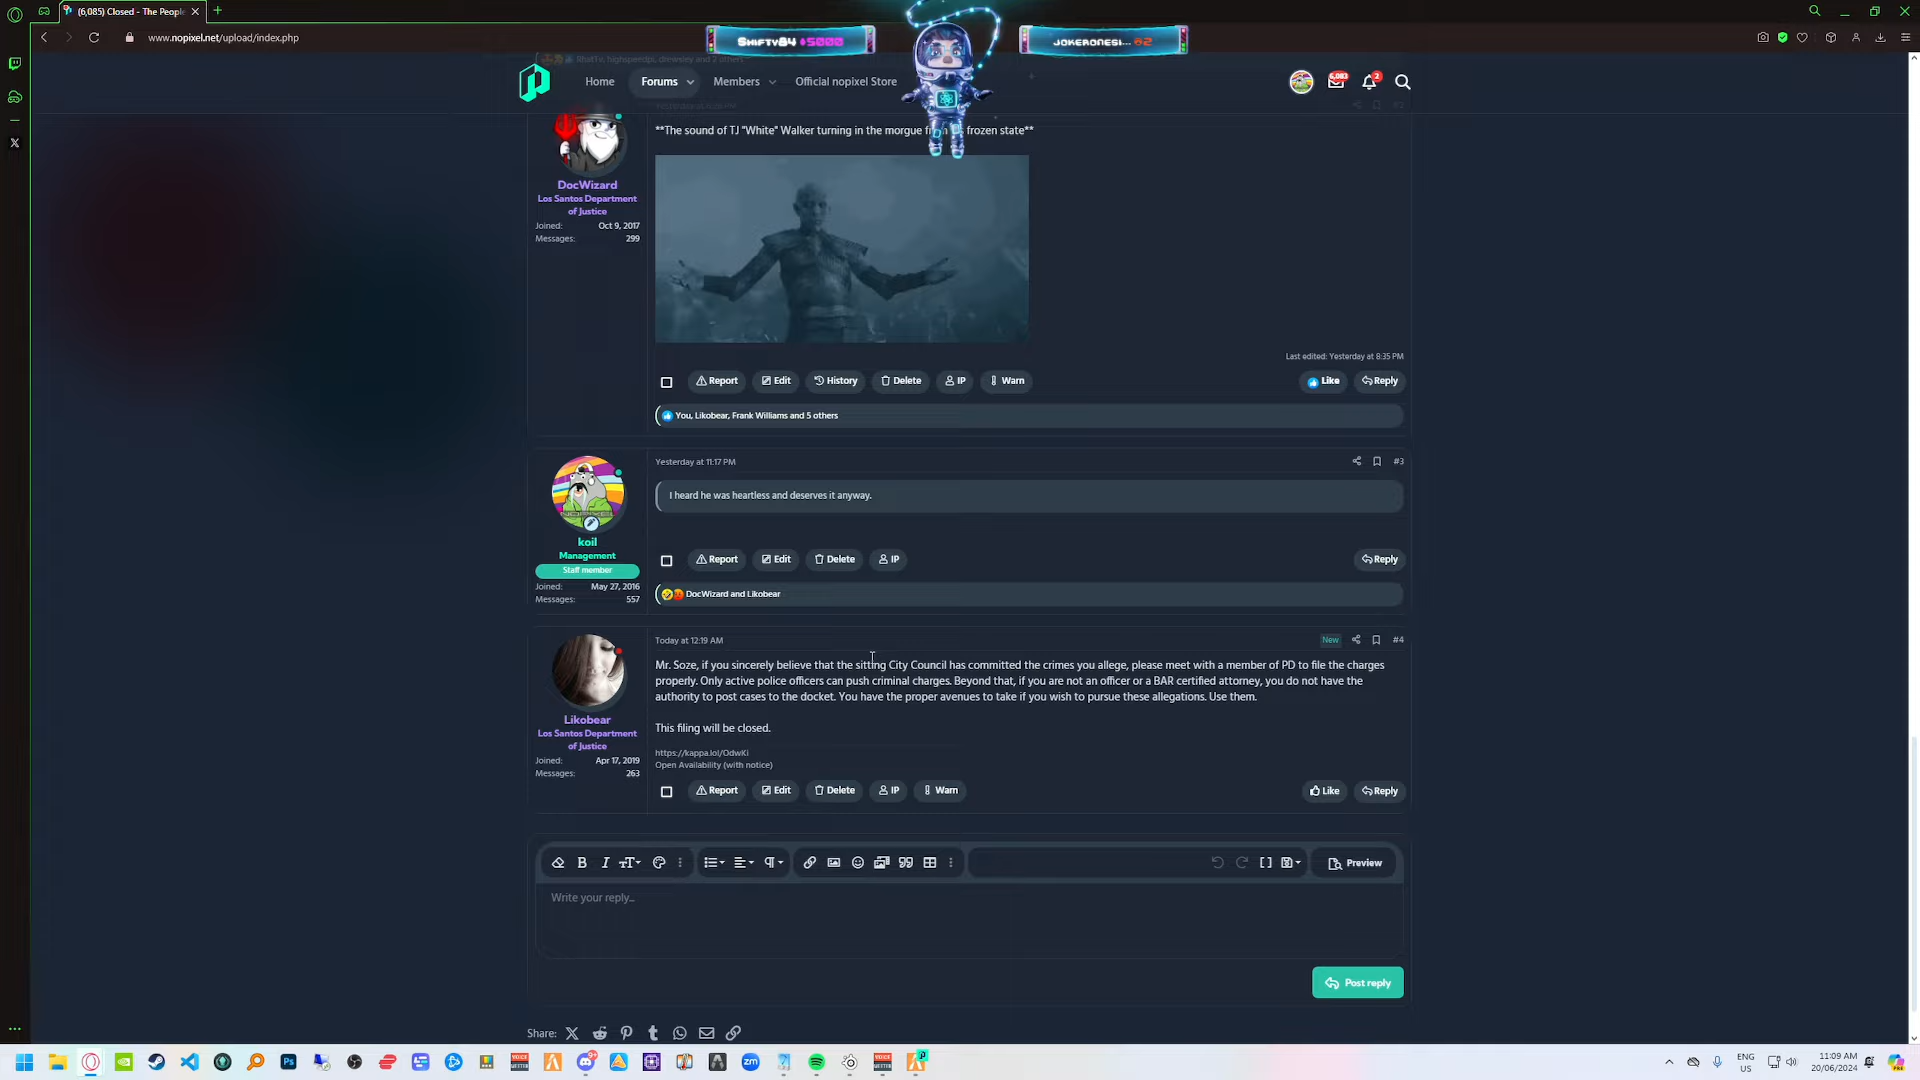 (6,085) Closed - The People
www.nopixel.net/upload/index.php
Shifty84 5000
JOKERONESI... 2
RhatTv, highspeedjp, dinnksley and 2 others
Home
Forums
Members
Official nopixel Store
6,083
2
#2
**The sound of TJ "White" Walker turning in the morgue frozen state**
DocWizard
Los Santos Department
of Justice
Joined: Oct 9, 2017
Messages: 299
Last edited: Yesterday at 8:35 PM
Report Edit History Delete IP Warn Like Reply
You, Likobear, Frank Williams and 5 others
Yesterday at 11:17 PM #3
I heard he was heartless and deserves it anyway.
NOPIXEL
koil
Management
Staff member
Joined: May 27, 2016
Messages: 557
Report Edit Delete IP Reply
DocWizard and Likobear
Today at 12:19 AM New #4
Mr. Soze, if you sincerely believe that the sitting City Council has committed the crimes you allege, please meet with a member of PD to file the charges
properly. Only active police officers can push criminal charges. Beyond that, if you are not an officer or a BAR certified attorney, you do not have the
authority to post cases to the docket. You have the proper avenues to take if you wish to pursue these allegations. Use them.
This filing will be closed.
Likobear
Los Santos Department
of Justice
Joined: Apr 17, 2019
Messages: 263
https://kappa.lol/OdwKi
Open Availability (with notice)
Report Edit Delete IP Warn Like Reply
Preview
Write your reply...
Post reply
Share:
ENG
US
11:09 AM
20/06/2024